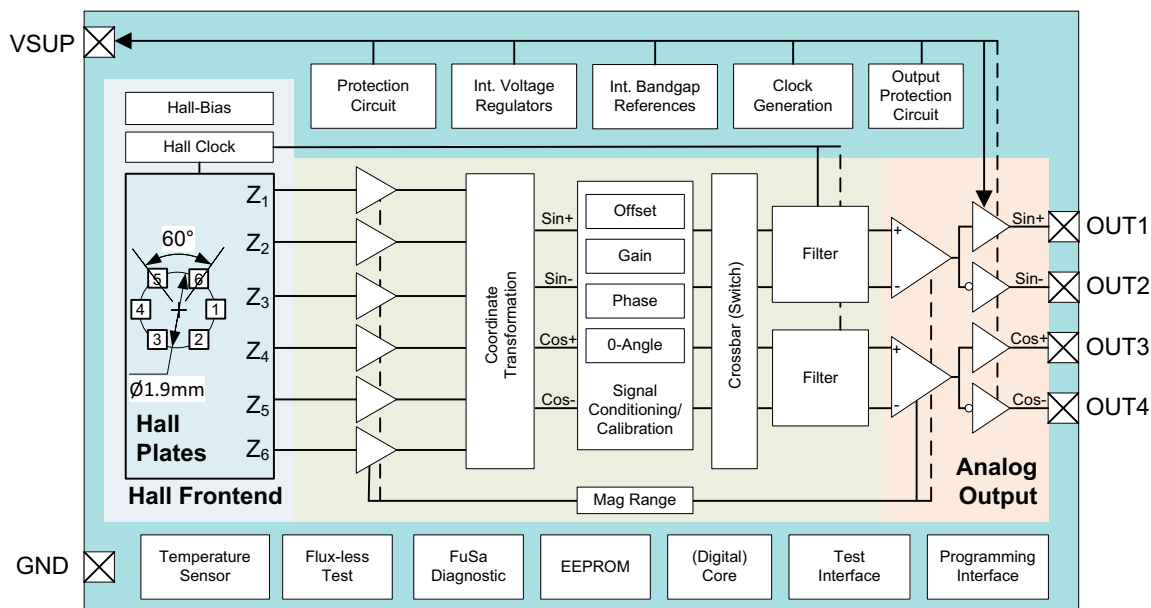 VSUP
Protection
Circuit
Int. Voltage
Regulators
Int. Bandgap
References
Clock
Generation
Output
Protection
Circuit
Hall-Bias
Hall Clock
Z1
Z2
Z3
Z4
Z5
Z6
60°
5
6
4
1
3
2
Ø1.9mm
Hall
Plates
Hall Frontend
Coordinate
Transformation
Sin+
Sin-
Cos+
Cos-
Offset
Gain
Phase
0-Angle
Signal
Conditioning/
Calibration
Crossbar (Switch)
Filter
Filter
+
-
+
-
Sin+
Sin-
Cos+
Cos-
OUT1
OUT2
OUT3
OUT4
Mag Range
Analog
Output
GND
Temperature
Sensor
Flux-less
Test
FuSa
Diagnostic
EEPROM
(Digital)
Core
Test
Interface
Programming
Interface